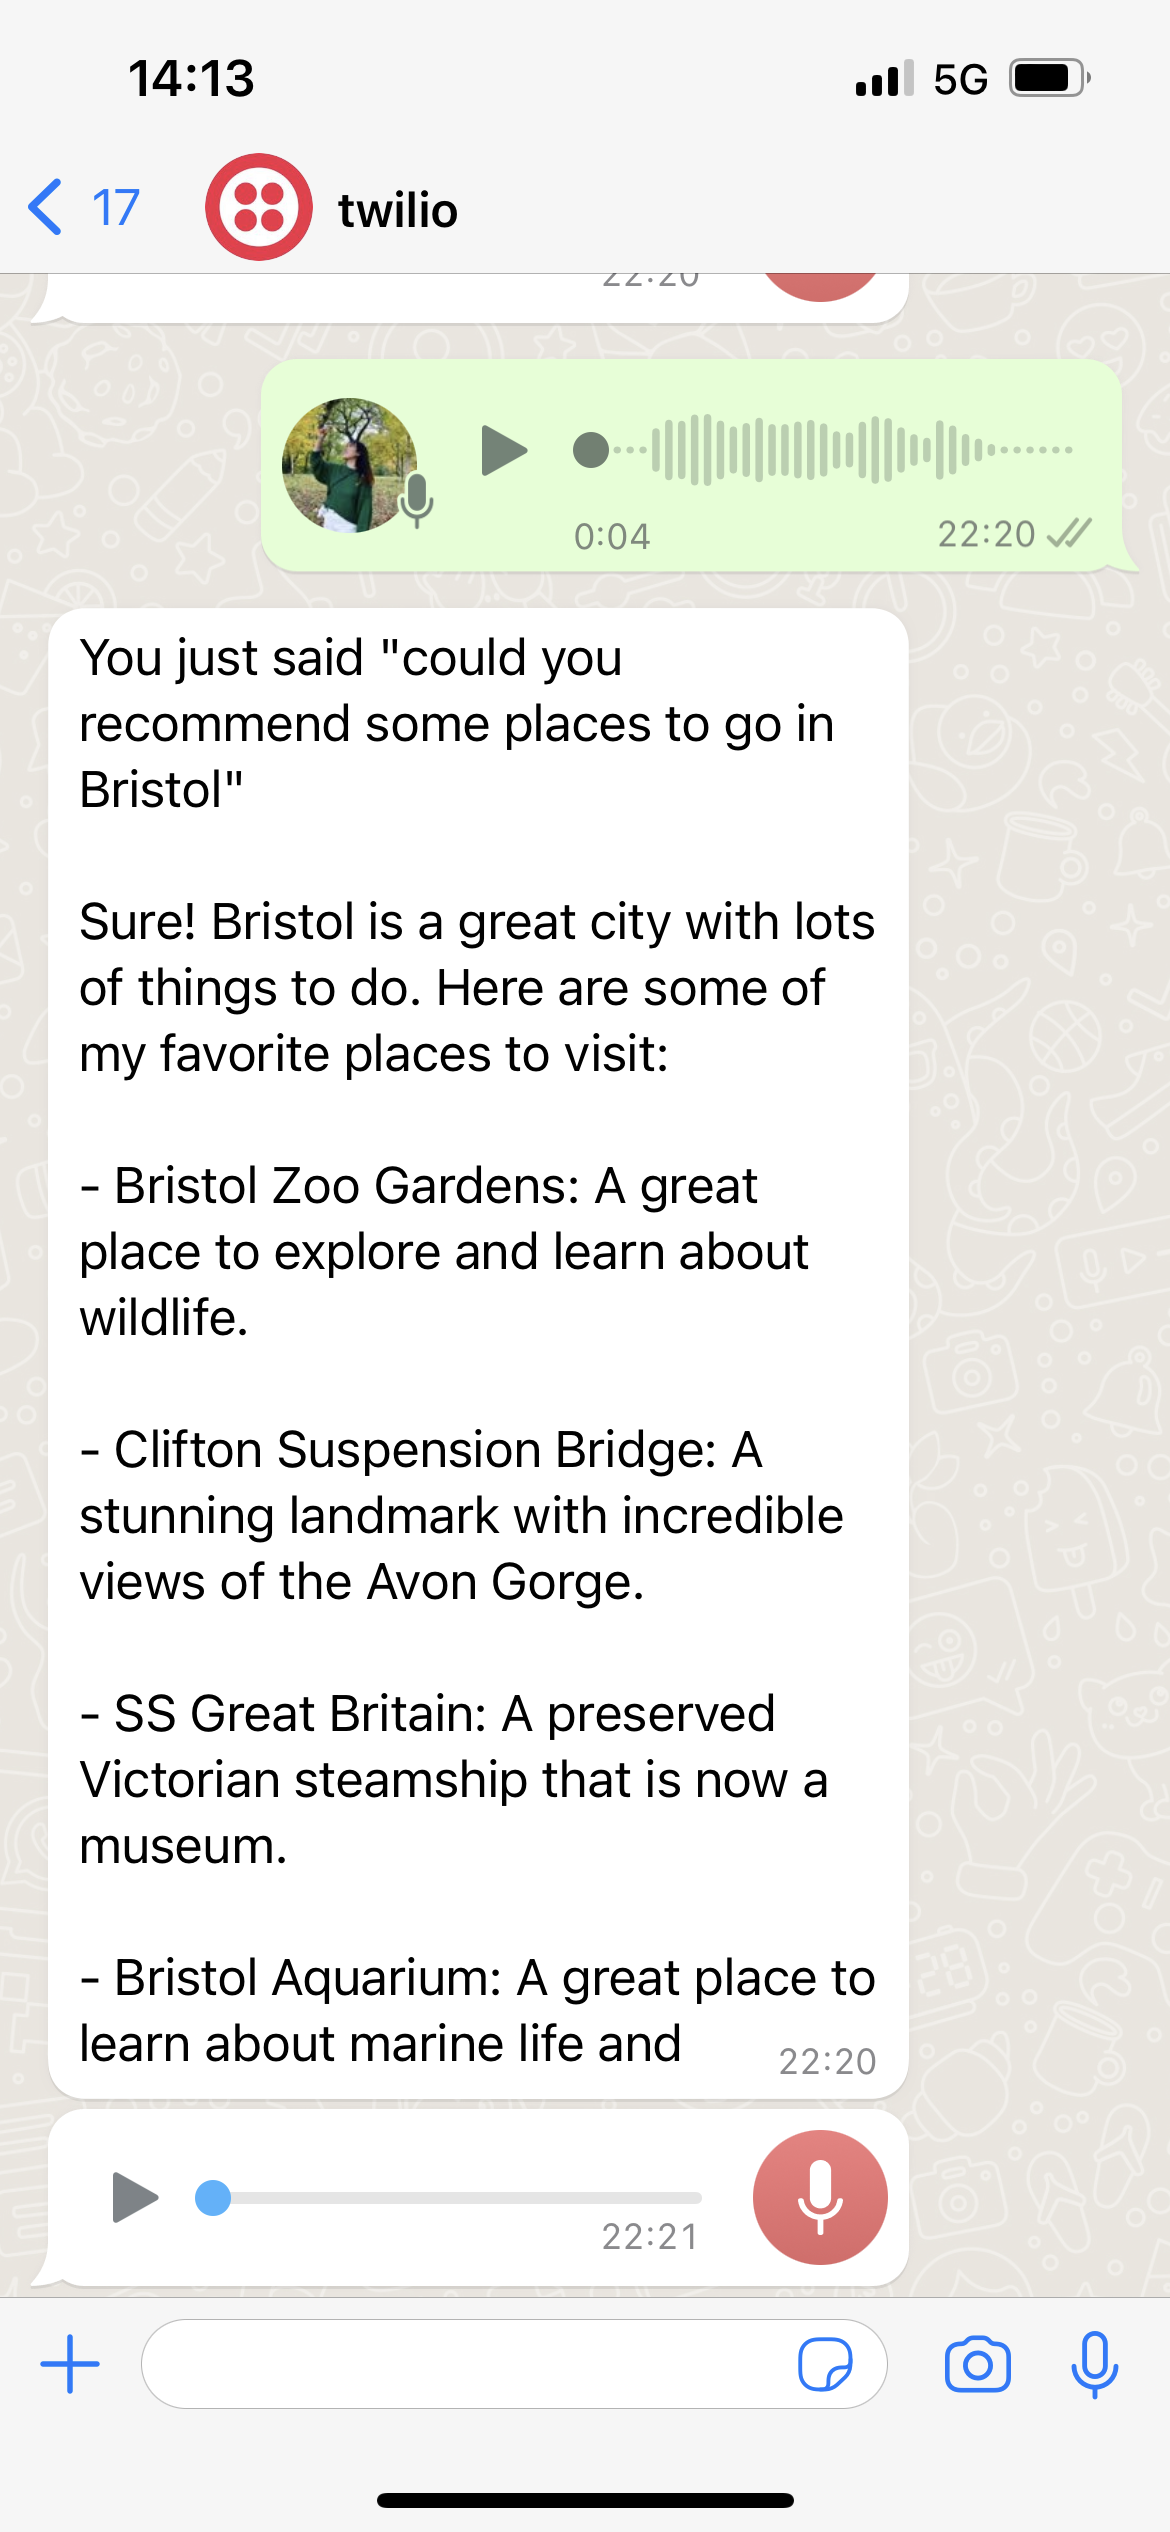 14:13
5G
17
twilio
22:20
0:04
22:20
You just said "could you
recommend some places to go in
Bristol"
Sure! Bristol is a great city with lots
of things to do. Here are some of
my favorite places to visit:
- Bristol Zoo Gardens: A great
place to explore and learn about
wildlife.
- Clifton Suspension Bridge: A
stunning landmark with incredible
views of the Avon Gorge.
- SS Great Britain: A preserved
Victorian steamship that is now a
museum.
- Bristol Aquarium: A great place to
learn about marine life and
22:20
22:21